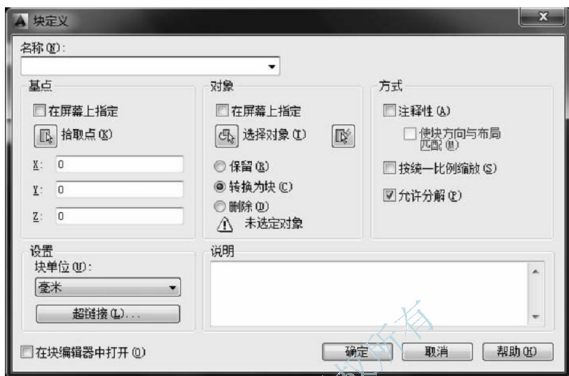 块定义
名称(N):
基点
在屏幕上指定
拾取点(K)
X: 0
Y: 0
Z: 0
对象
在屏幕上指定
选择对象(T)
保留(R)
转换为块(C)
删除(D)
未选定对象
方式
注释性(A)
使块方向与布局
匹配(M)
按统一比例缩放(S)
允许分解(P)
设置
块单位(U):
毫米
超链接(L)...
说明
在块编辑器中打开(O)
确定
取消
帮助(H)
权所有